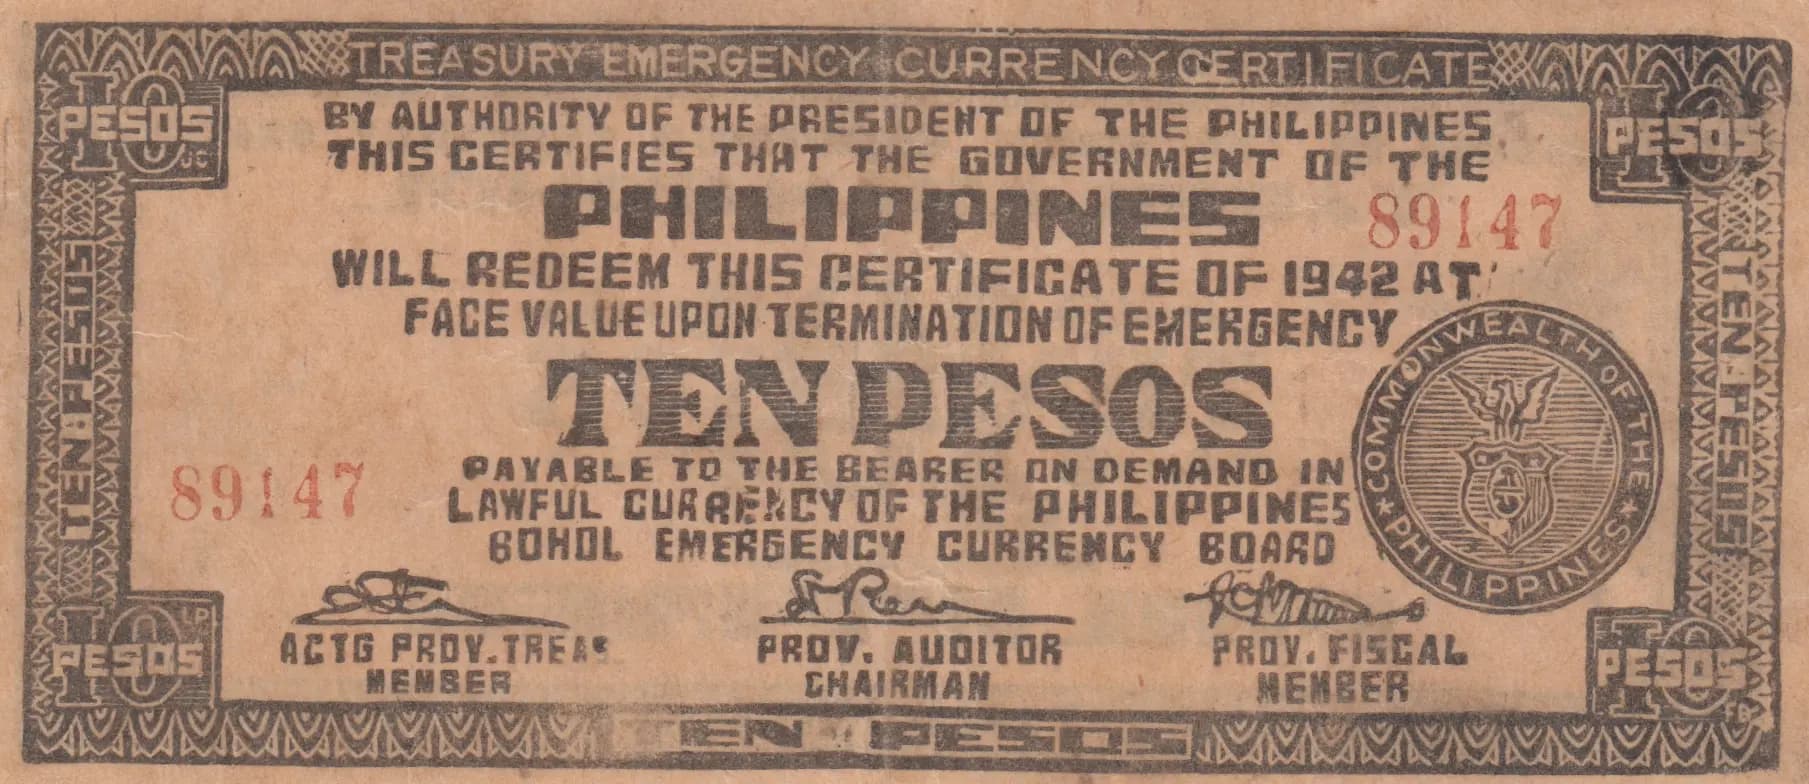 TREASURY EMERGENCY CURRENCY CERTIFICATE
10 PESOS JC
10 PESOS
BY AUTHORITY OF THE PRESIDENT OF THE PHILIPPINES
THIS CERTIFIES THAT THE GOVERNMENT OF THE
PHILIPPINES
89147
WILL REDEEM THIS CERTIFICATE OF 1942 AT
FACE VALUE UPON TERMINATION OF EMERGENCY
TEN PESOS
TEN PESOS
TEN PESOS
COMMONWEALTH OF THE PHILIPPINES
89147
PAYABLE TO THE BEARER ON DEMAND IN
LAWFUL CURRENCY OF THE PHILIPPINES
BOHOL EMERGENCY CURRENCY BOARD
ACTG PROV. TREAS
MEMBER
PROV. AUDITOR
CHAIRMAN
PROV. FISCAL
MEMBER
10 PESOS LP
10 PESOS
TEN PESOS